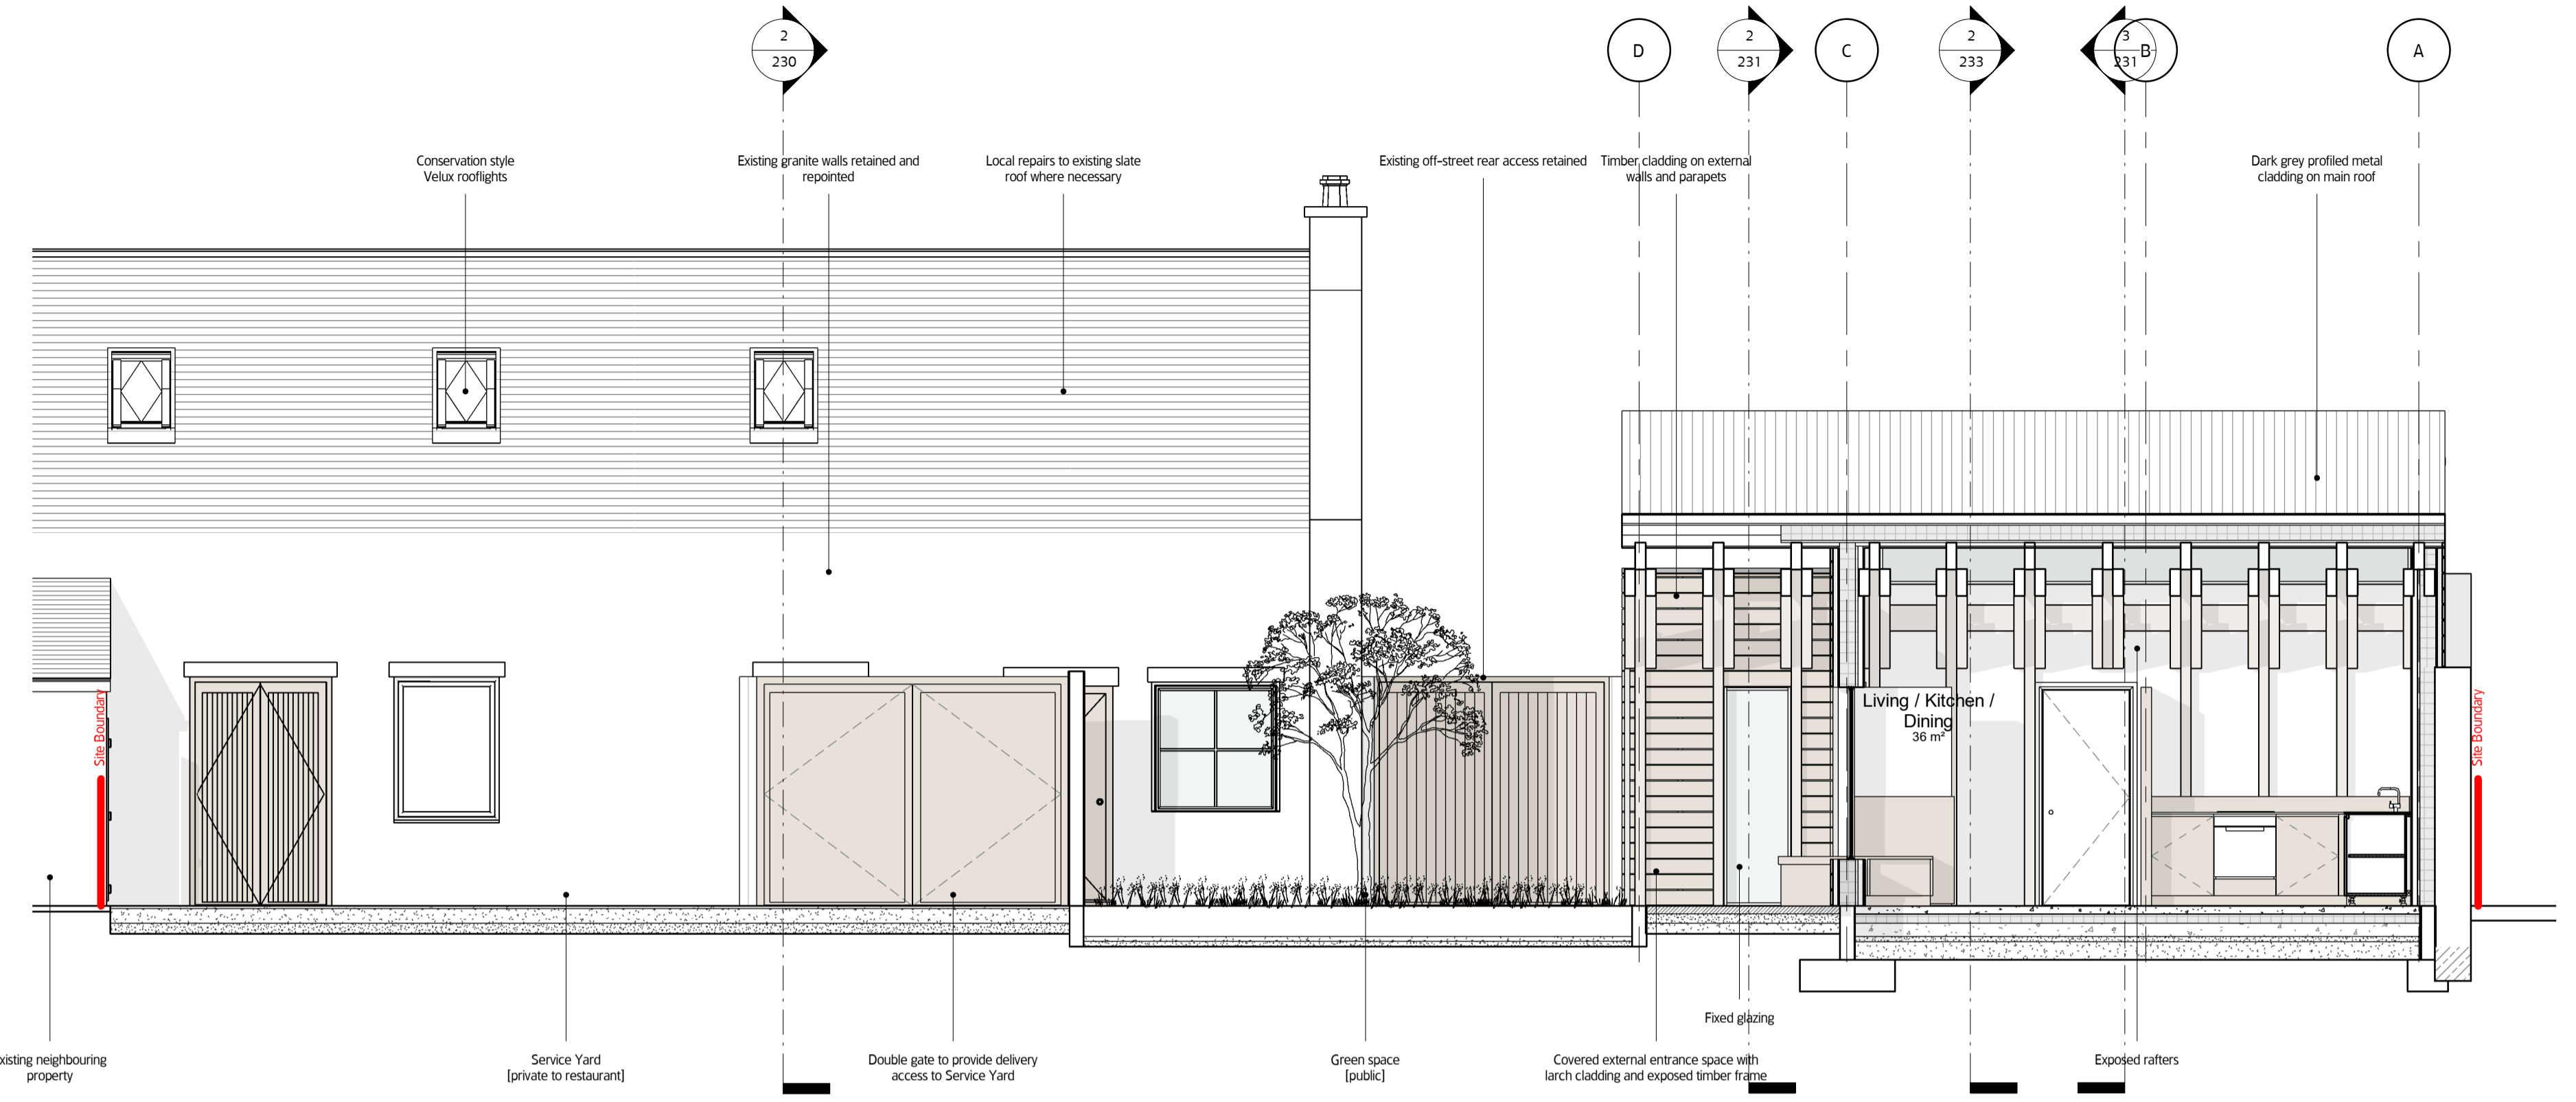 2
230
D
2
231
C
2
233
3
231
B
A
Conservation style
Velux rooflights
Existing granite walls retained and
repointed
Local repairs to existing slate
roof where necessary
Existing off-street rear access retained
Timber cladding on external
walls and parapets
Dark grey profiled metal
cladding on main roof
Site Boundary
Living / Kitchen /
Dining
36 m²
Site Boundary
Fixed glazing
xisting neighbouring
property
Service Yard
[private to restaurant]
Double gate to provide delivery
access to Service Yard
Green space
[public]
Covered external entrance space with
larch cladding and exposed timber frame
Exposed rafters